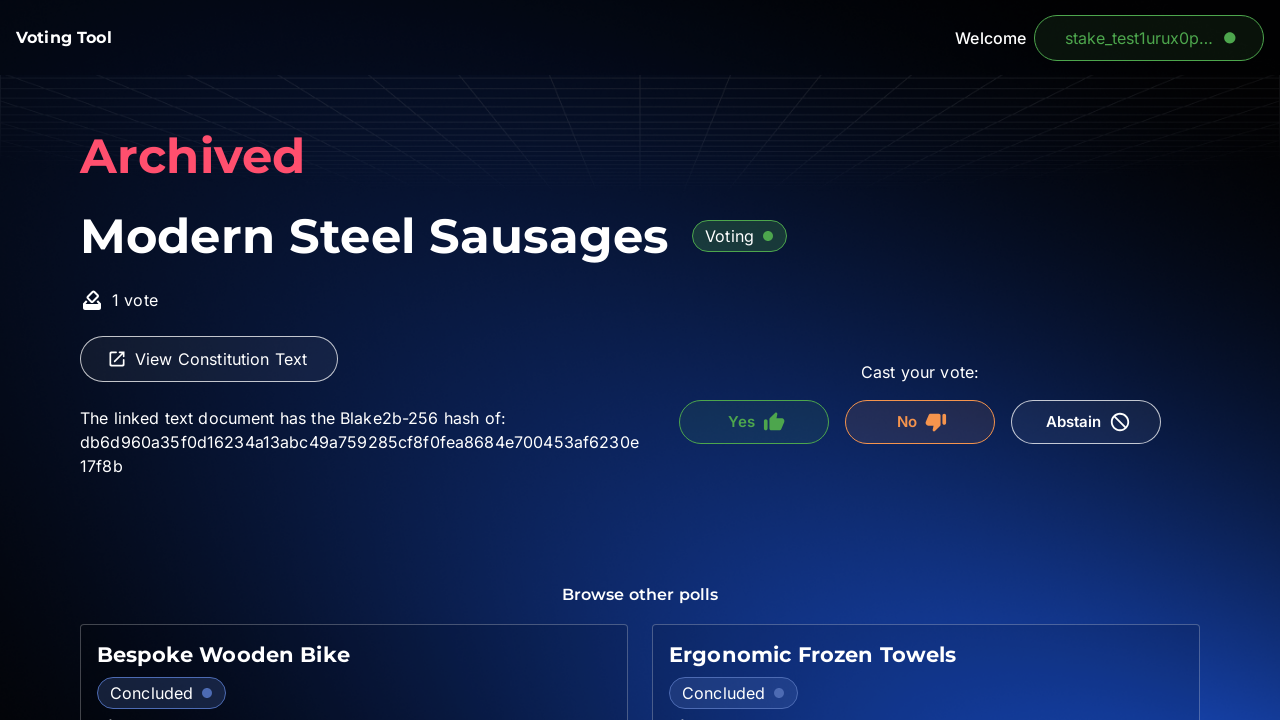 Voting Tool
Welcome
stake_test1urux0p...
Archived
Modern Steel Sausages
Voting
1 vote
View Constitution Text
Cast your vote:
Yes
No
Abstain
The linked text document has the Blake2b-256 hash of:
db6d960a35f0d16234a13abc49a759285cf8f0fea8684e700453af6230e
17f8b
Browse other polls
Bespoke Wooden Bike
Ergonomic Frozen Towels
Concluded
Concluded